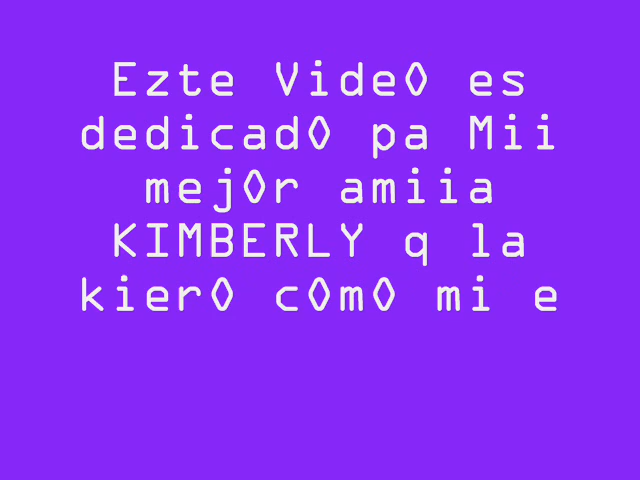 Ezte Vide0 es
dedicad0 pa Mii
mej0r amiia
KIMBERLY q la
kier0 c0m0 mi e